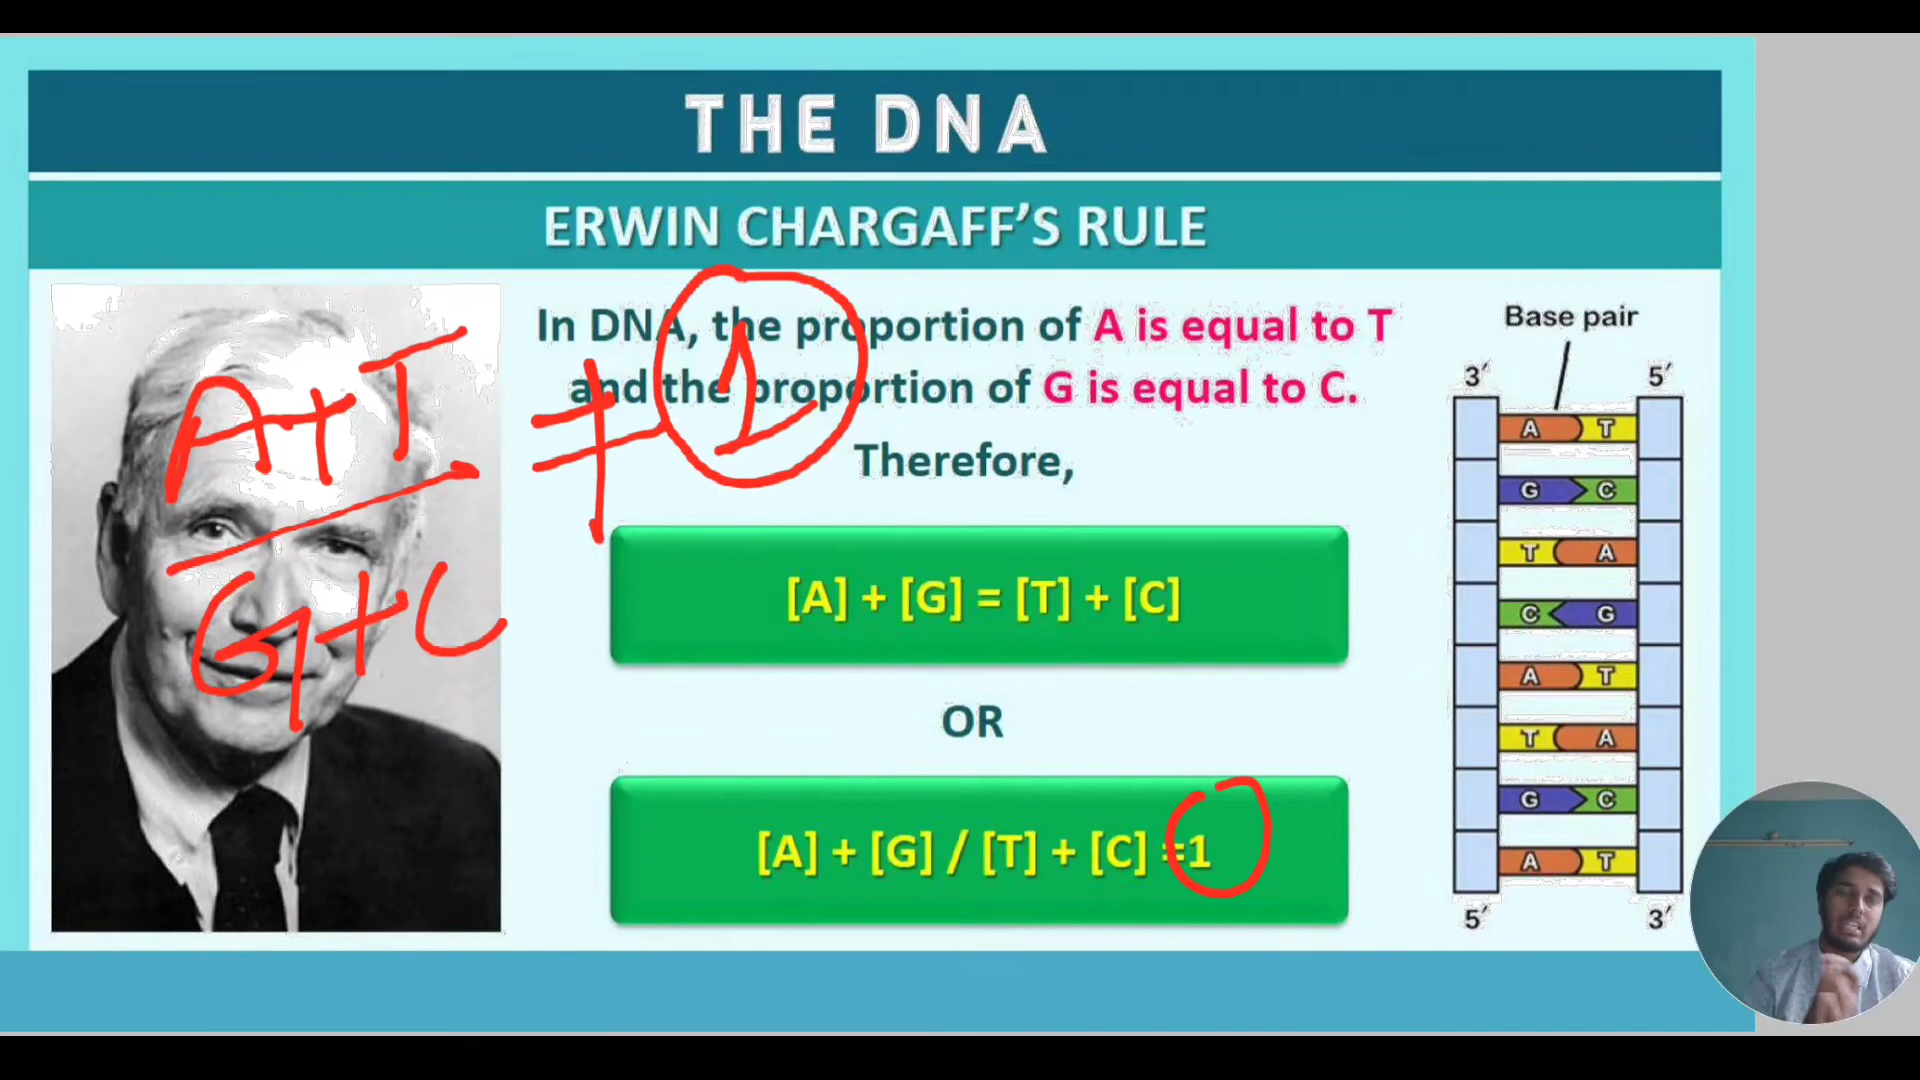 THE DNA
ERWIN CHARGAFF'S RULE
In DNA, the proportion of A is equal to T
and the proportion of G is equal to C.
Therefore,
[A] + [G] = [T] + [C]
OR
[A] + [G] / [T] + [C] =1
A+T
G+C
≠ 1
Base pair
3′ 5′
A T
G C
T A
C G
A T
T A
G C
A T
5′ 3′